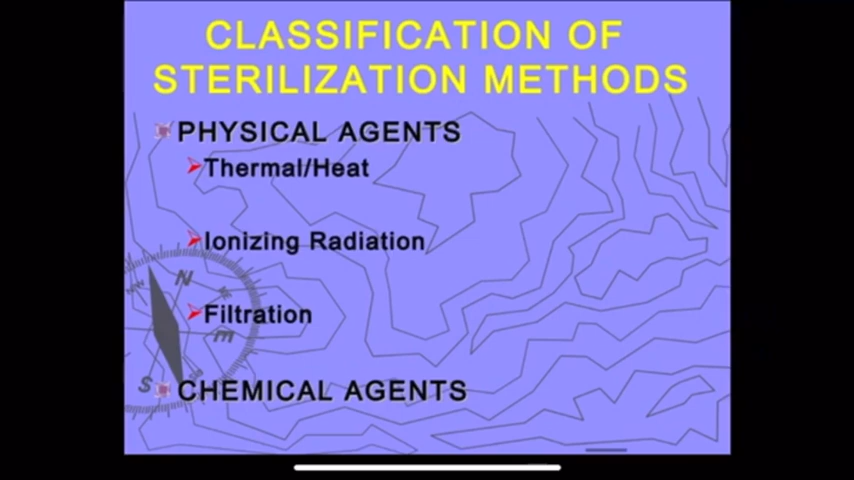 CLASSIFICATION OF
STERILIZATION METHODS
PHYSICAL AGENTS
Thermal/Heat
Ionizing Radiation
Filtration
CHEMICAL AGENTS
N
E
S